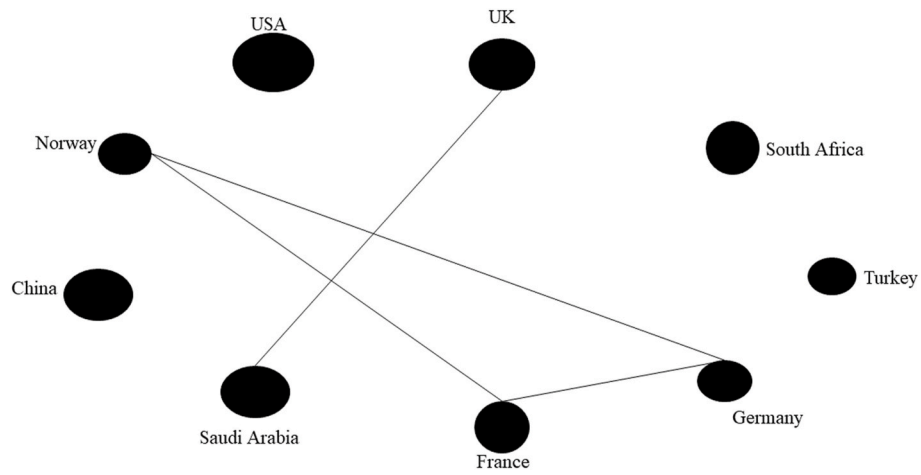 USA
UK
Norway
South Africa
China
Turkey
Saudi Arabia
Germany
France